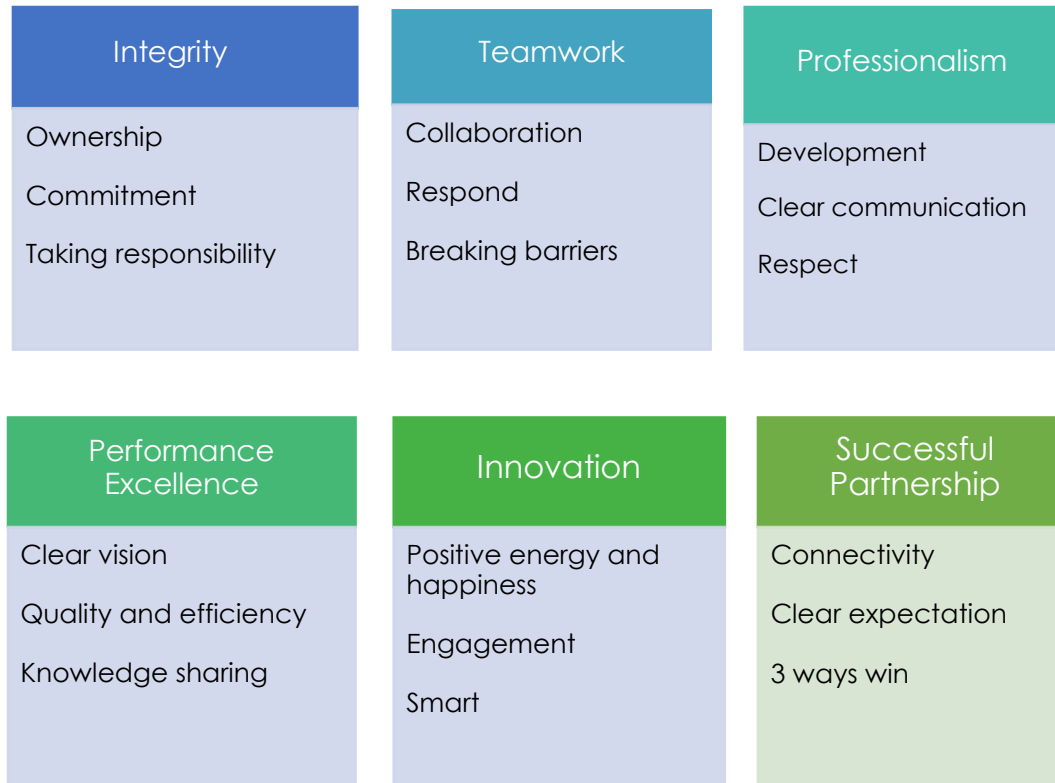 Integrity
Ownership
Commitment
Taking responsibility
Teamwork
Collaboration
Respond
Breaking barriers
Professionalism
Development
Clear communication
Respect
Performance
Excellence
Clear vision
Quality and efficiency
Knowledge sharing
Innovation
Positive energy and
happiness
Engagement
Smart
Successful
Partnership
Connectivity
Clear expectation
3 ways win